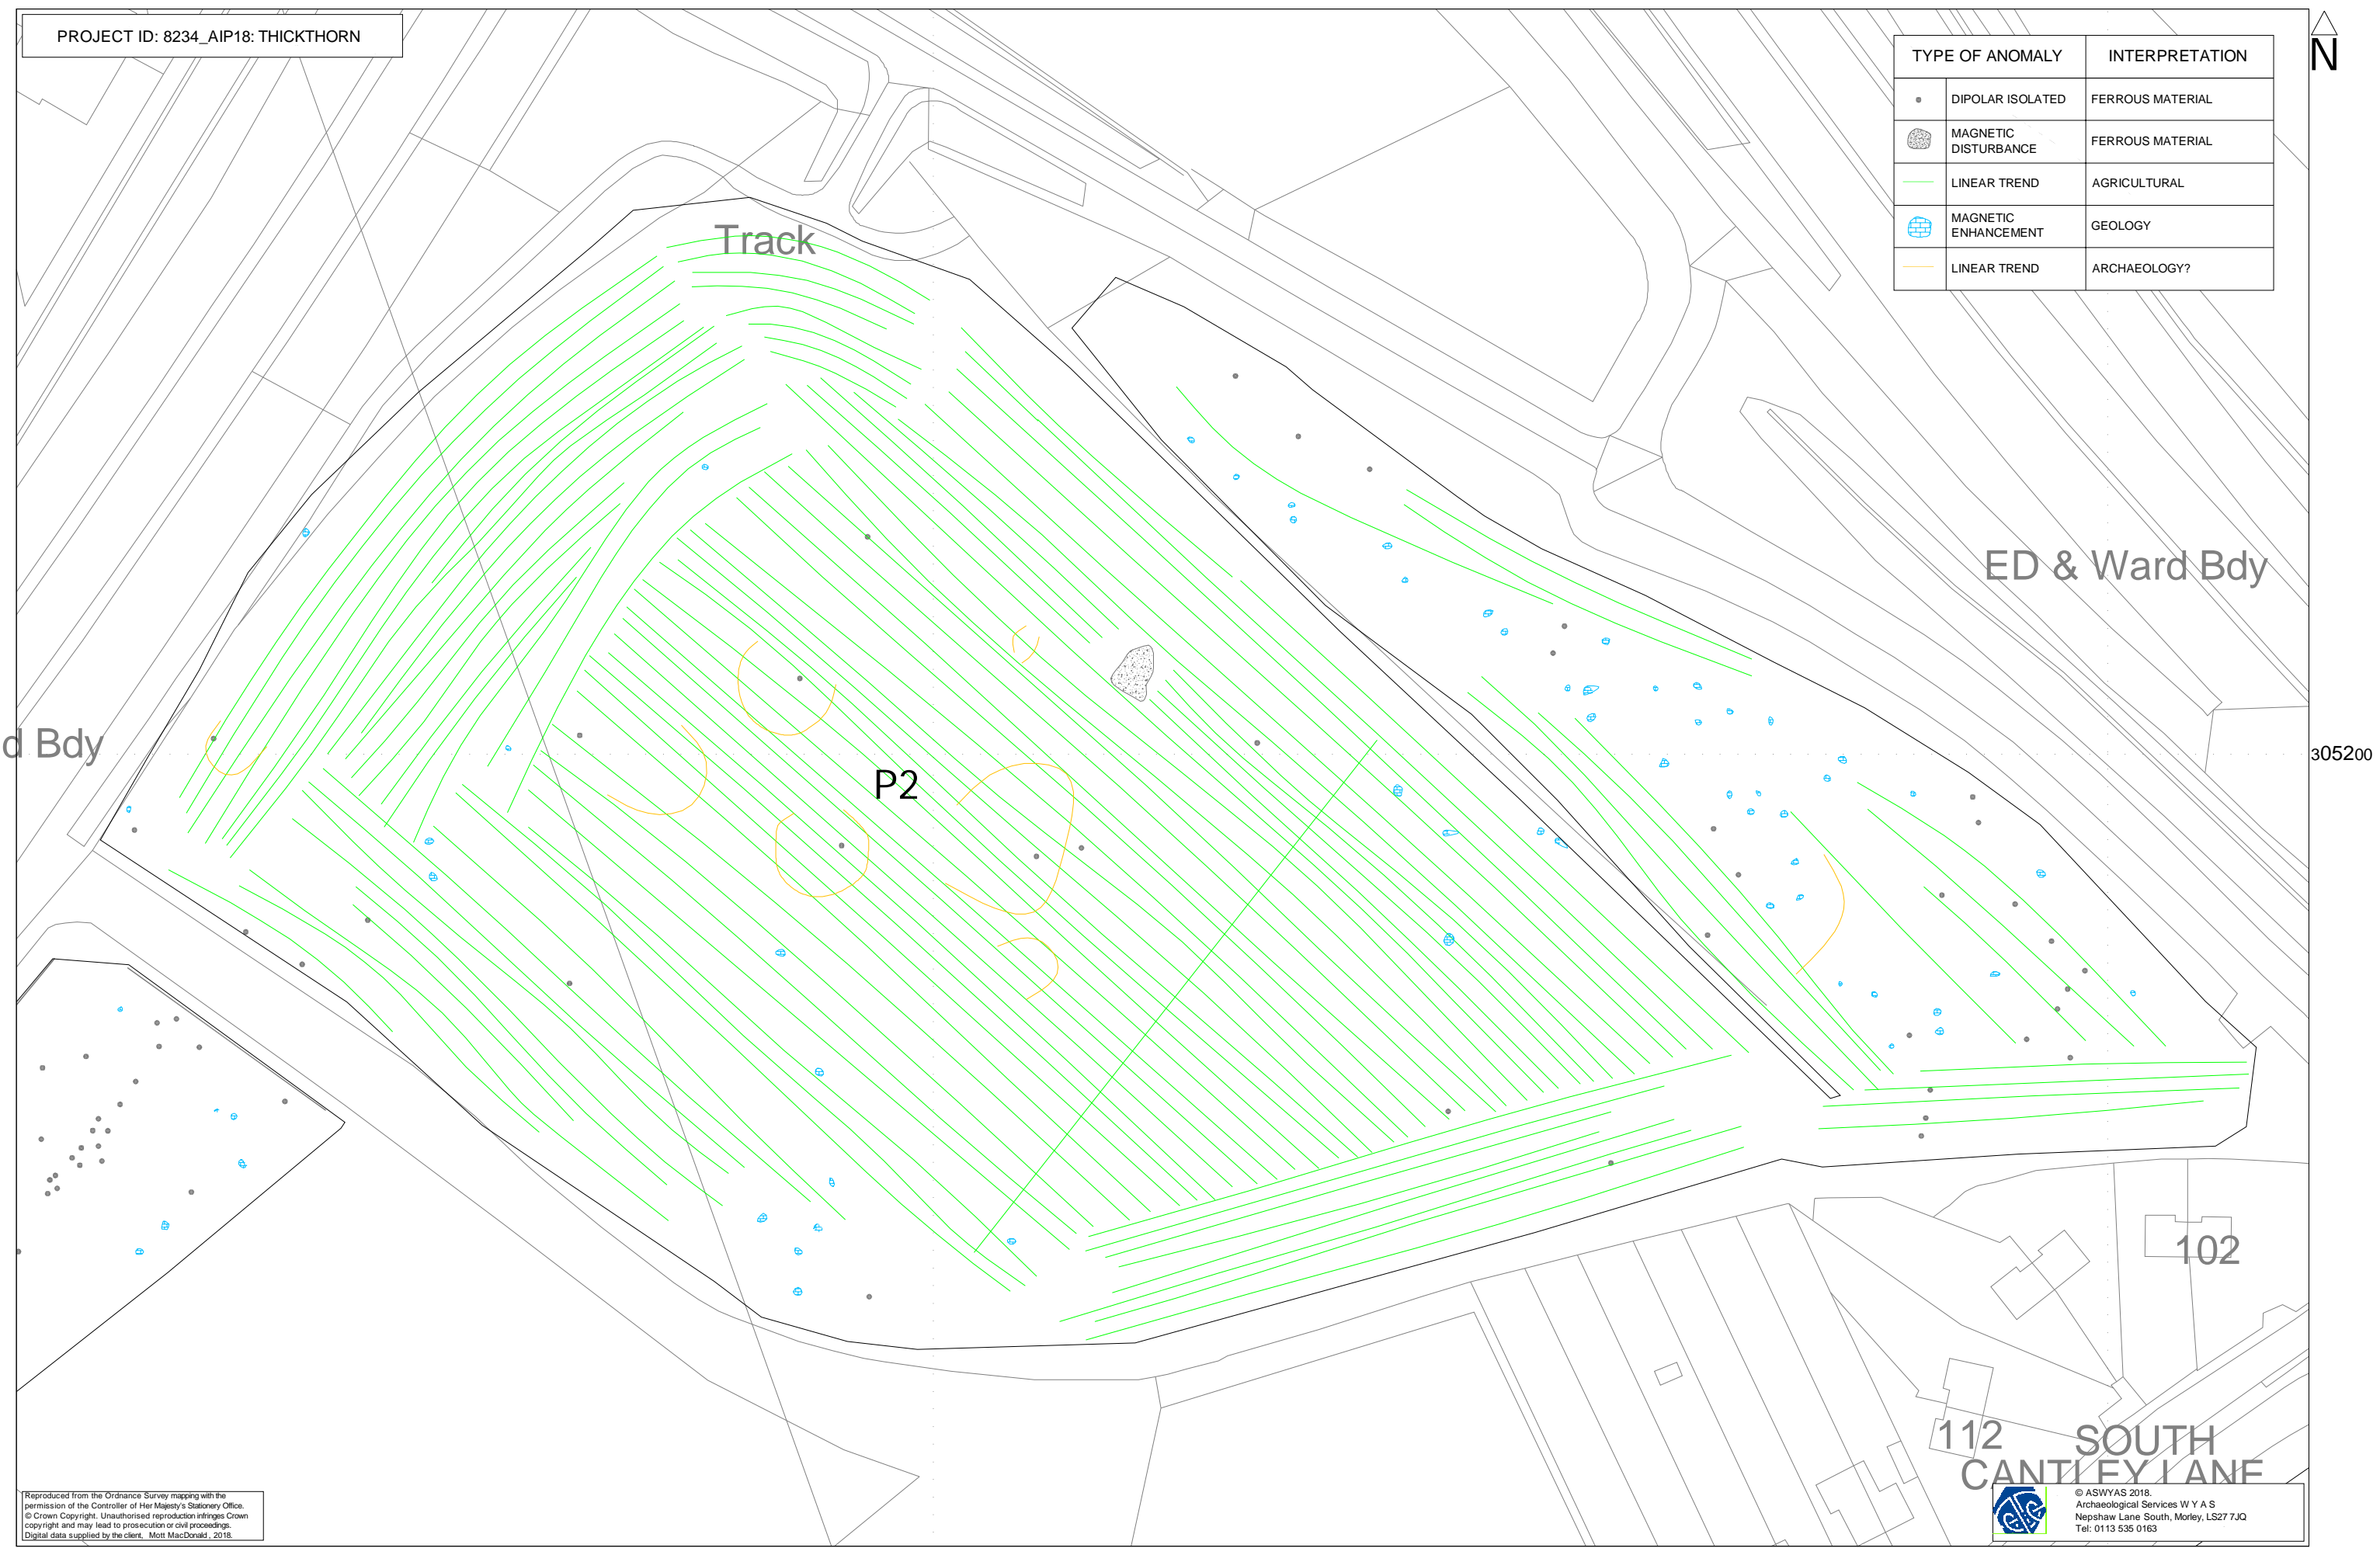 PROJECT ID: 8234_AIP18: THICKTHORN
N
TYPE OF ANOMALY INTERPRETATION
DIPOLAR ISOLATED FERROUS MATERIAL
MAGNETIC
DISTURBANCE FERROUS MATERIAL
LINEAR TREND AGRICULTURAL
MAGNETIC
ENHANCEMENT GEOLOGY
LINEAR TREND ARCHAEOLOGY?
Track
ED & Ward Bdy
d Bdy
P2
305200
102
112
SOUTH
CANTLEY LANE
Reproduced from the Ordnance Survey mapping with the
permission of the Controller of Her Majesty's Stationery Office.
© Crown Copyright. Unauthorised reproduction infringes Crown
copyright and may lead to prosecution or civil proceedings.
Digital data supplied by the client, Mott MacDonald , 2018.
© ASWYAS 2018.
Archaeological Services W Y A S
Nepshaw Lane South, Morley, LS27 7JQ
Tel: 0113 535 0163